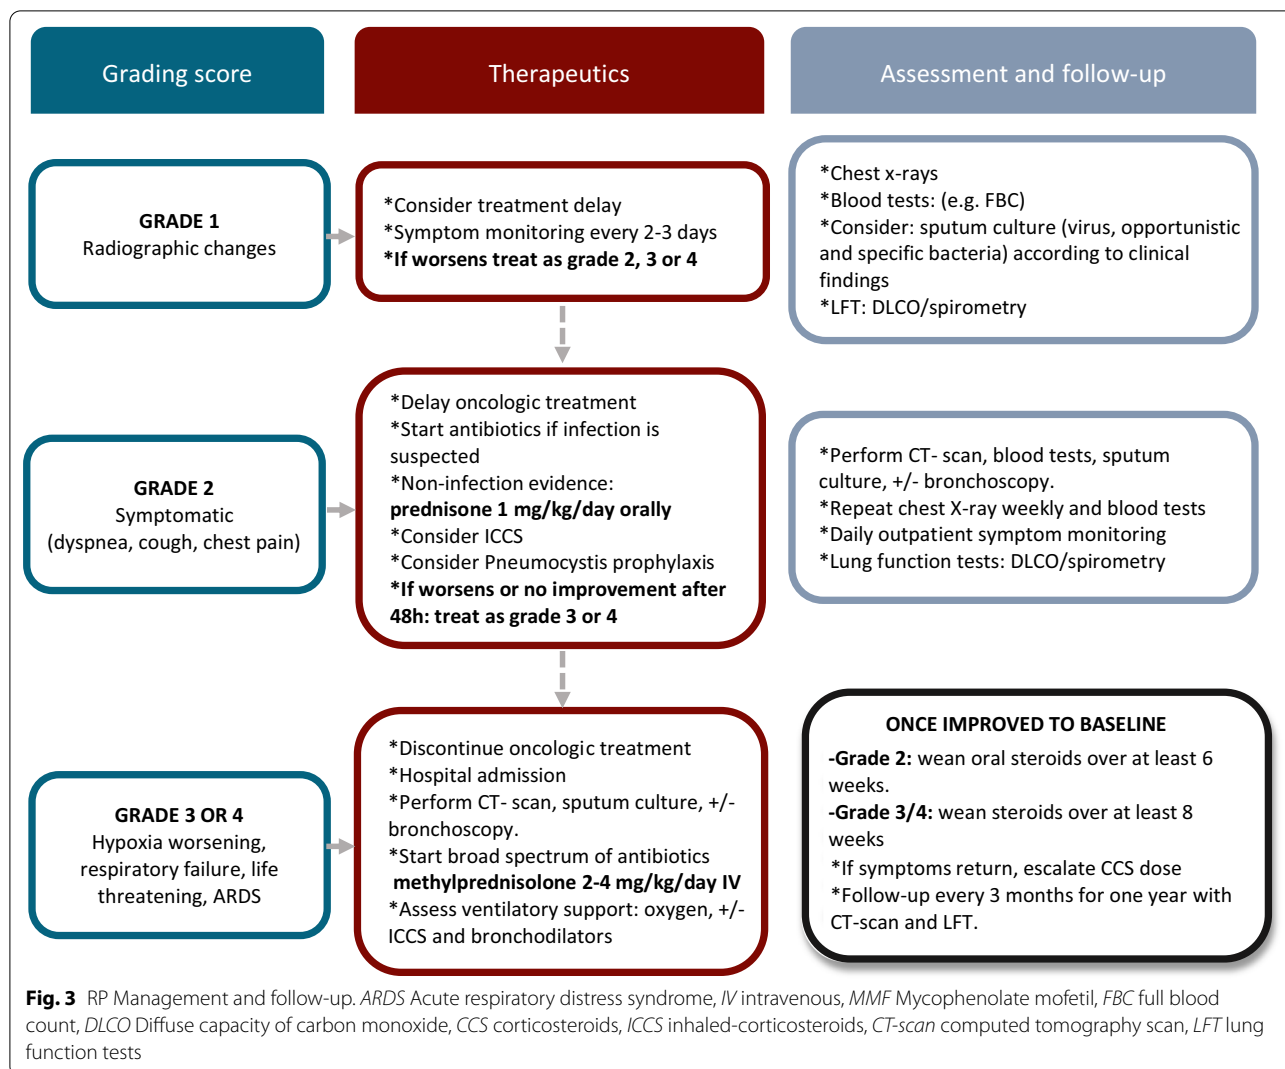 Grading score
Therapeutics
Assessment and follow-up
GRADE 1
Radiographic changes
*Consider treatment delay
*Symptom monitoring every 2-3 days
*If worsens treat as grade 2, 3 or 4
*Chest x-rays
*Blood tests: (e.g. FBC)
*Consider: sputum culture (virus, opportunistic
and specific bacteria) according to clinical
findings
*LFT: DLCO/spirometry
GRADE 2
Symptomatic
(dyspnea, cough, chest pain)
*Delay oncologic treatment
*Start antibiotics if infection is
suspected
*Non-infection evidence:
prednisone 1 mg/kg/day orally
*Consider ICCS
*Consider Pneumocystis prophylaxis
*If worsens or no improvement after
48h: treat as grade 3 or 4
*Perform CT- scan, blood tests, sputum
culture, +/- bronchoscopy.
*Repeat chest X-ray weekly and blood tests
*Daily outpatient symptom monitoring
*Lung function tests: DLCO/spirometry
GRADE 3 OR 4
Hypoxia worsening,
respiratory failure, life
threatening, ARDS
*Discontinue oncologic treatment
*Hospital admission
*Perform CT- scan, sputum culture, +/-
bronchoscopy.
*Start broad spectrum of antibiotics
methylprednisolone 2-4 mg/kg/day IV
*Assess ventilatory support: oxygen, +/-
ICCS and bronchodilators
ONCE IMPROVED TO BASELINE
-Grade 2: wean oral steroids over at least 6
weeks.
-Grade 3/4: wean steroids over at least 8
weeks
*If symptoms return, escalate CCS dose
*Follow-up every 3 months for one year with
CT-scan and LFT.
Fig. 3 RP Management and follow-up. ARDS Acute respiratory distress syndrome, IV intravenous, MMF Mycophenolate mofetil, FBC full blood
count, DLCO Diffuse capacity of carbon monoxide, CCS corticosteroids, ICCS inhaled-corticosteroids, CT-scan computed tomography scan, LFT lung
function tests